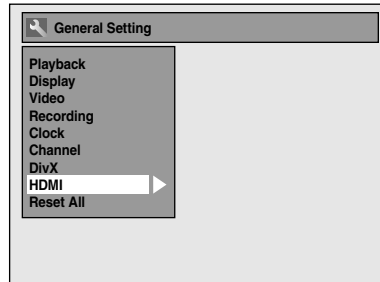 General Setting
Playback
Display
Video
Recording
Clock
Channel
DivX
HDMI
Reset All